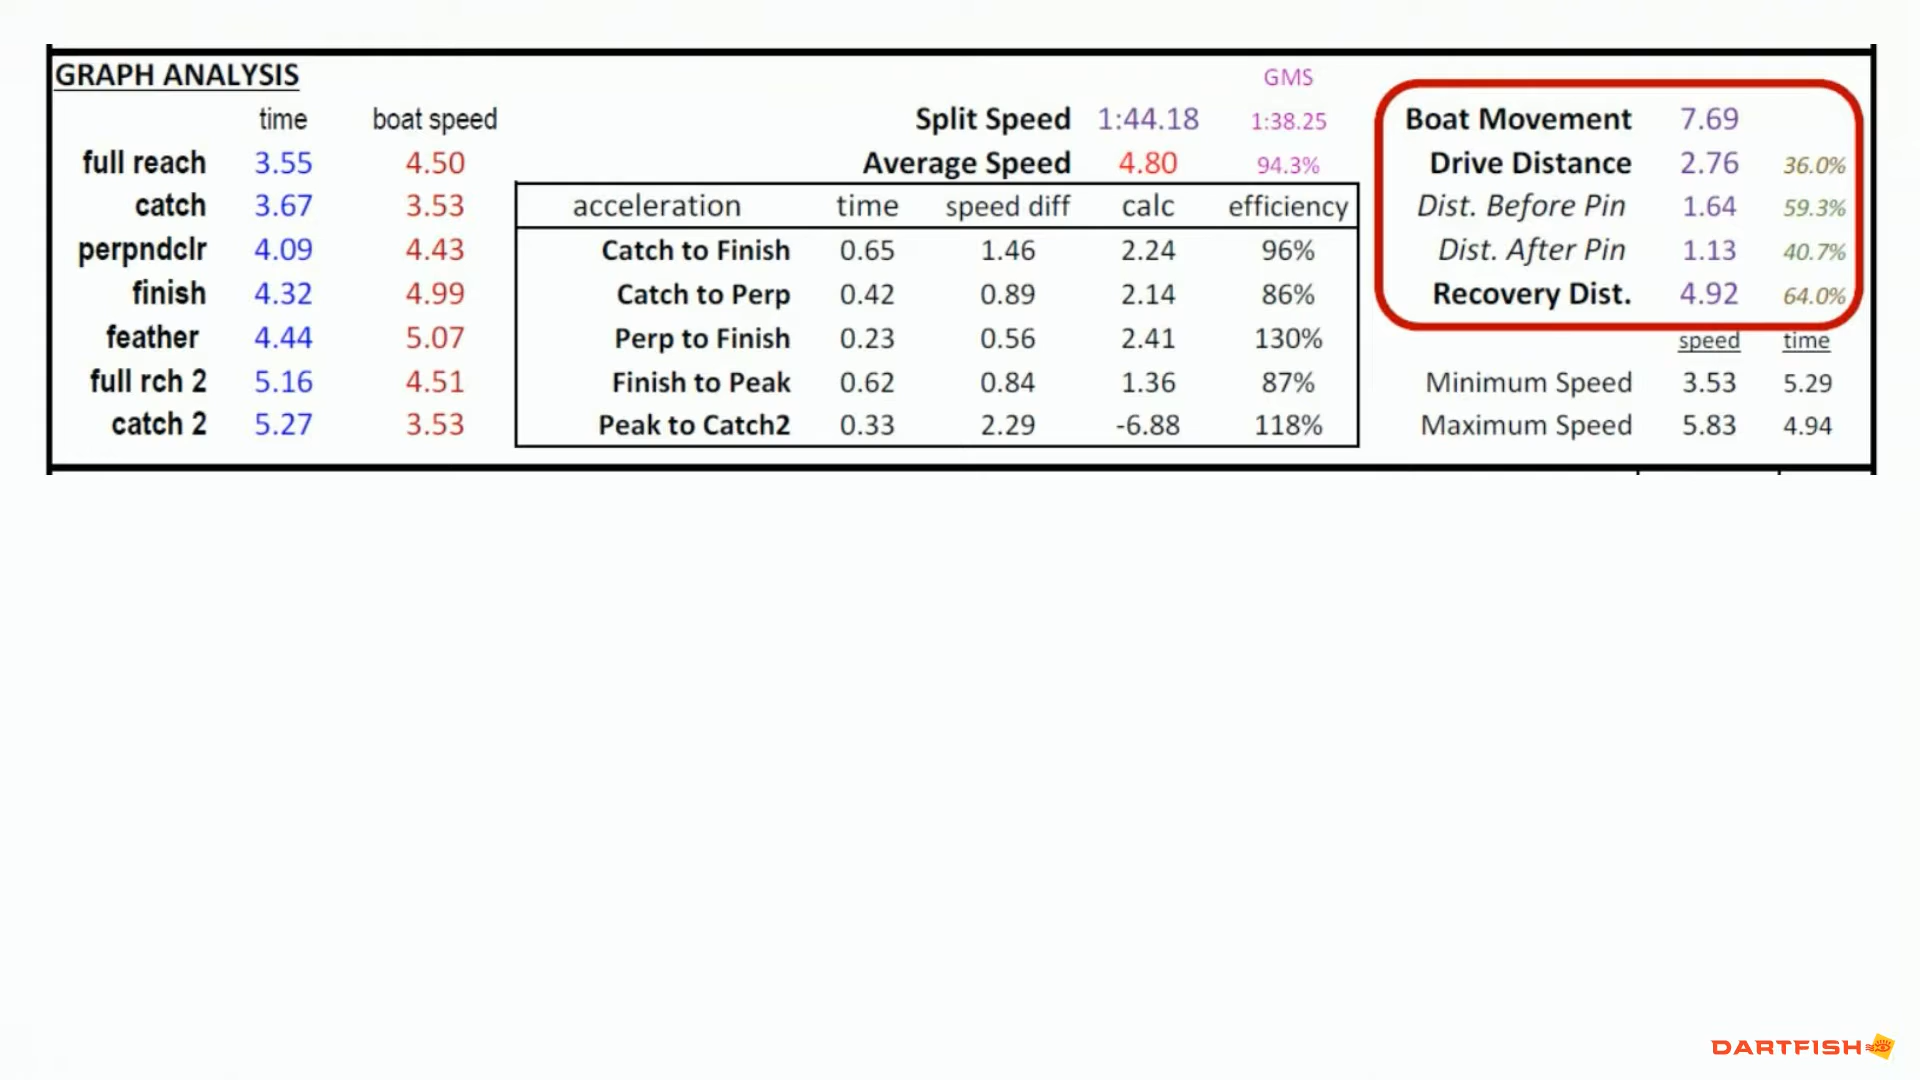 GRAPH ANALYSIS GMS
time boat speed Split Speed 1:44.18 1:38.25 Boat Movement 7.69
full reach 3.55 4.50 Average Speed 4.80 94.3% Drive Distance 2.76 36.0%
catch 3.67 3.53 acceleration time speed diff calc efficiency Dist. Before Pin 1.64 59.3%
perpndclr 4.09 4.43 Catch to Finish 0.65 1.46 2.24 96% Dist. After Pin 1.13 40.7%
finish 4.32 4.99 Catch to Perp 0.42 0.89 2.14 86% Recovery Dist. 4.92 64.0%
feather 4.44 5.07 Perp to Finish 0.23 0.56 2.41 130% speed time
full rch 2 5.16 4.51 Finish to Peak 0.62 0.84 1.36 87% Minimum Speed 3.53 5.29
catch 2 5.27 3.53 Peak to Catch2 0.33 2.29 -6.88 118% Maximum Speed 5.83 4.94
DARTFISH